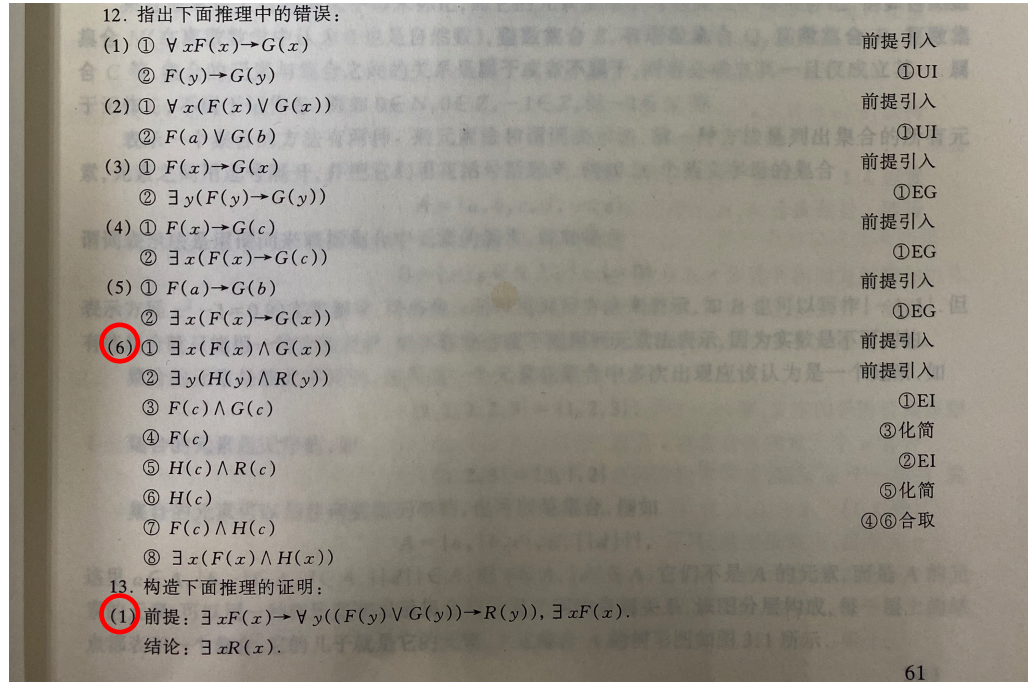 12. 指出下面推理中的错误:
(1) ① ∀xF(x)→G(x) 前提引入
② F(y)→G(y) ①UI
(2) ① ∀x(F(x)∨G(x)) 前提引入
② F(a)∨G(b) ①UI
(3) ① F(x)→G(x) 前提引入
② ∃y(F(y)→G(y)) ①EG
(4) ① F(x)→G(c) 前提引入
② ∃x(F(x)→G(c)) ①EG
(5) ① F(a)→G(b) 前提引入
② ∃x(F(x)→G(x)) ①EG
(6) ① ∃x(F(x)∧G(x)) 前提引入
② ∃y(H(y)∧R(y)) 前提引入
③ F(c)∧G(c) ①EI
④ F(c) ③化简
⑤ H(c)∧R(c) ②EI
⑥ H(c) ⑤化简
⑦ F(c)∧H(c) ④⑥合取
⑧ ∃x(F(x)∧H(x))
13. 构造下面推理的证明:
(1) 前提: ∃xF(x)→∀y((F(y)∨G(y))→R(y)), ∃xF(x).
结论: ∃xR(x).
61